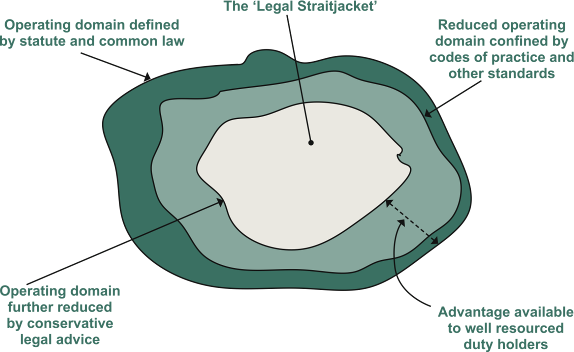 The ‘Legal Straitjacket’
Operating domain defined
by statute and common law
Reduced operating
domain confined by
codes of practice and
other standards
Operating domain
further reduced
by conservative
legal advice
Advantage available
to well resourced
duty holders